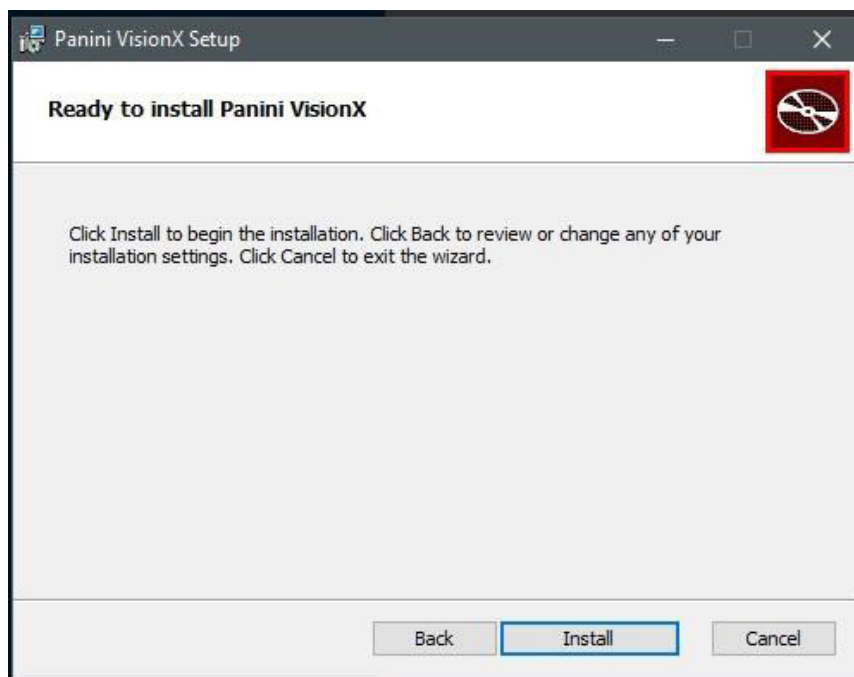 Panini VisionX Setup
Ready to install Panini VisionX
Click Install to begin the installation. Click Back to review or change any of your
installation settings. Click Cancel to exit the wizard.
Back
Install
Cancel